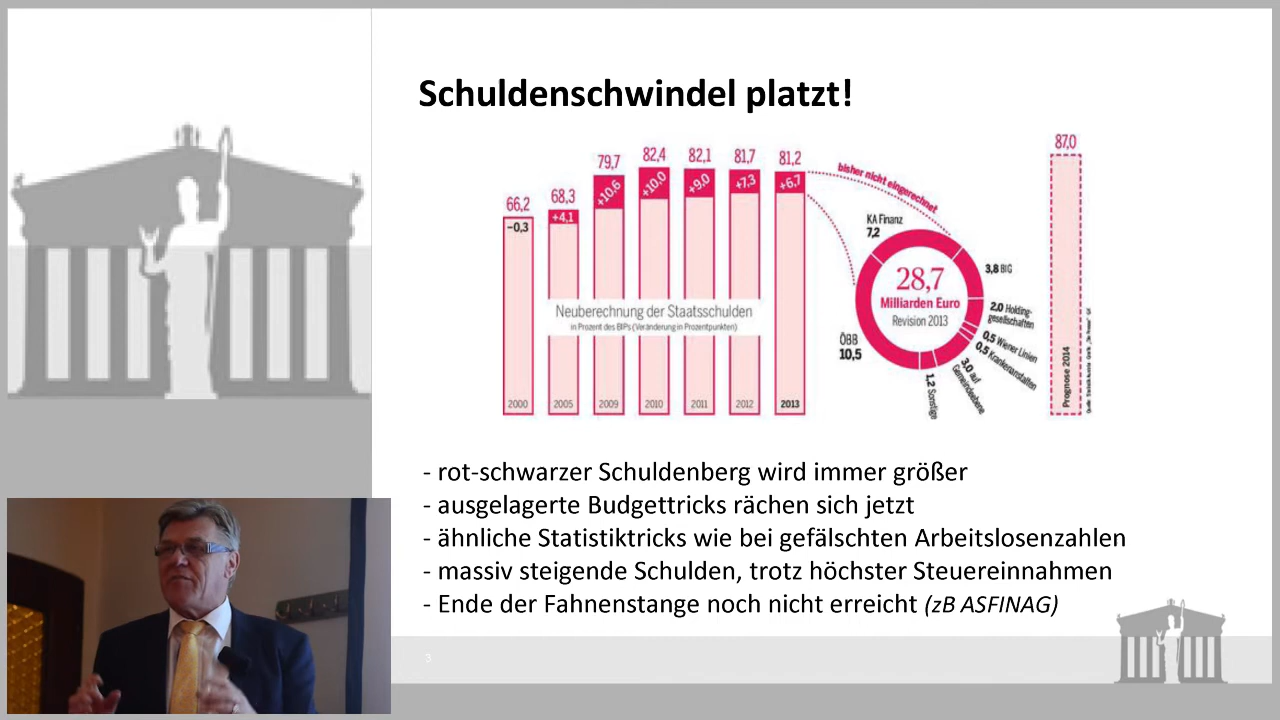 Schuldenschwindel platzt!
66,2
68,3
79,7
82,4
82,1
81,7
81,2
87,0
−0,3
+4,1
+10,6
+10,0
+9,0
+7,3
+6,7
bisher nicht eingerechnet
Neuberechnung der Staatsschulden
in Prozent des BIPs (Veränderung in Prozentpunkten)
2000
2005
2009
2010
2011
2012
2013
KA Finanz
7,2
28,7
Milliarden Euro
Revision 2013
3,8 BIG
2,0 Holding-
gesellschaften
0,5 Wiener Linien
0,5 Krankenanstalten
3,0 auf
Gemeindeebene
1,2 Sonstige
ÖBB
10,5
Prognose 2014
- rot-schwarzer Schuldenberg wird immer größer
- ausgelagerte Budgettricks rächen sich jetzt
- ähnliche Statistiktricks wie bei gefälschten Arbeitslosenzahlen
- massiv steigende Schulden, trotz höchster Steuereinnahmen
- Ende der Fahnenstange noch nicht erreicht (zB ASFINAG)
3